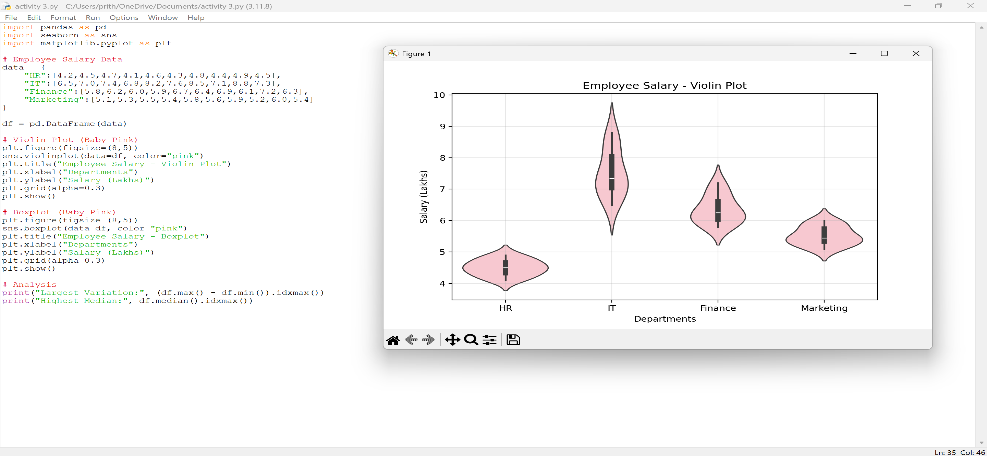 activity 3.py - C:/Users/prith/OneDrive/Documents/activity 3.py (3.11.8)
File Edit Format Run Options Window Help
import pandas as pd
import seaborn as sns
import matplotlib.pyplot as plt
# Employee Salary Data
data = {
"HR":[4.2,4.5,4.7,4.1,4.6,4.3,4.8,4.4,4.9,4.5],
"IT":[6.5,7.0,7.4,6.8,8.2,7.6,8.5,7.1,8.8,7.3],
"Finance":[5.8,6.2,6.0,5.9,6.7,6.4,6.9,6.1,7.2,6.3],
"Marketing":[5.1,5.3,5.5,5.4,5.8,5.6,5.9,5.2,6.0,5.4]
}
df = pd.DataFrame(data)
# Violin Plot (Baby Pink)
plt.figure(figsize=(8,5))
sns.violinplot(data=df, color="pink")
plt.title("Employee Salary - Violin Plot")
plt.xlabel("Departments")
plt.ylabel("Salary (Lakhs)")
plt.grid(alpha=0.3)
plt.show()
# Boxplot (Baby Pink)
plt.figure(figsize=(8,5))
sns.boxplot(data=df, color="pink")
plt.title("Employee Salary - Boxplot")
plt.xlabel("Departments")
plt.ylabel("Salary (Lakhs)")
plt.grid(alpha=0.3)
plt.show()
# Analysis
print("Largest Variation:", (df.max() - df.min()).idxmax())
print("Highest Median:", df.median().idxmax())
Figure 1
Employee Salary - Violin Plot
Salary (Lakhs)
10
9
8
7
6
5
4
HR IT Finance Marketing
Departments
Ln: 35 Col: 46